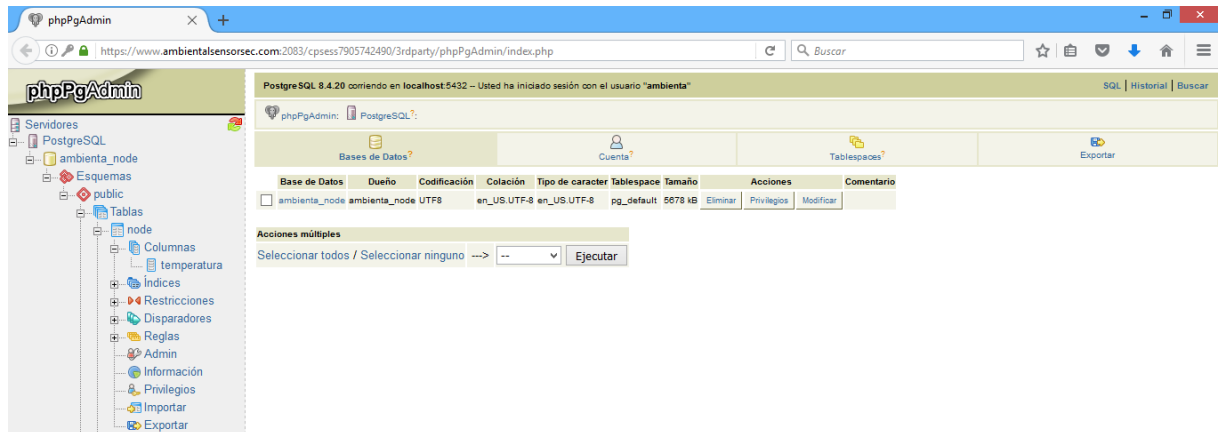 phpPgAdmin
https://www.ambientalsensorsec.com:2083/cpsess7905742490/3rdparty/phpPgAdmin/index.php
Buscar
phpPgAdmin
Servidores
PostgreSQL
ambienta_node
Esquemas
public
Tablas
node
Columnas
temperatura
Índices
Restricciones
Disparadores
Reglas
Admin
Información
Privilegios
Importar
Exportar
PostgreSQL 8.4.20 corriendo en localhost:5432 -- Usted ha iniciado sesión con el usuario "ambienta"
SQL | Historial | Buscar
phpPgAdmin: PostgreSQL?:
Bases de Datos? Cuenta? Tablespaces? Exportar
Base de Datos Dueño Codificación Colación Tipo de caracter Tablespace Tamaño Acciones Comentario
ambienta_node ambienta_node UTF8 en_US.UTF-8 en_US.UTF-8 pg_default 5678 kB Eliminar Privilegios Modificar
Acciones múltiples
Seleccionar todos / Seleccionar ninguno ---> -- Ejecutar